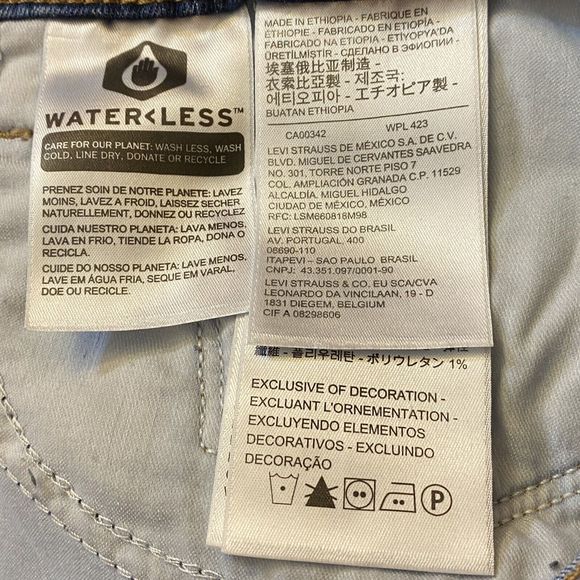 WATER<LESS™
CARE FOR OUR PLANET: WASH LESS, WASH
COLD, LINE DRY, DONATE OR RECYCLE
PRENEZ SOIN DE NOTRE PLANETE: LAVEZ
MOINS, LAVEZ A FROID, LAISSEZ SECHER
NATURELLEMENT, DONNEZ OU RECYCLEZ
CUIDA NUESTRO PLANETA: LAVA MENOS,
LAVA EN FRIO, TIENDE LA ROPA, DONA O
RECICLA.
CUIDE DO NOSSO PLANETA: LAVE MENOS,
LAVE EM ÁGUA FRIA, SEQUE EM VARAL,
DOE OU RECICLE.
MADE IN ETHIOPIA - FABRIQUE EN
ÉTHIOPIE - FABRICADO EN ETIOPÍA -
FABRICADO NA ETIOPIA - ETİYOPYA'DA
ÜRETİLMİŞTİR - СДЕЛАНО В ЭФИОПИИ -
埃塞俄比亚制造 -
衣索比亞製 - 제조국:
에티오피아 - エチオピア製 -
BUATAN ETHIOPIA
CA00342 WPL 423
LEVI STRAUSS DE MÉXICO S.A. DE C.V.
BLVD. MIGUEL DE CERVANTES SAAVEDRA
NO. 301, TORRE NORTE PISO 7
COL. AMPLIACIÓN GRANADA C.P. 11529
ALCALDÍA. MIGUEL HIDALGO
CIUDAD DE MÉXICO, MÉXICO
RFC: LSM660818M98
LEVI STRAUSS DO BRASIL
AV. PORTUGAL, 400
08690-110
ITAPEVI – SÃO PAULO BRASIL
CNPJ: 43.351.097/0001-90
LEVI STRAUSS & CO. EU SCA/CVA
LEONARDO DA VINCILAAN, 19 - D
1831 DIEGEM, BELGIUM
CIF A 08298606
纖維 - 폴리우레탄 - ポリウレタン 1%
EXCLUSIVE OF DECORATION -
EXCLUANT L'ORNEMENTATION -
EXCLUYENDO ELEMENTOS
DECORATIVOS - EXCLUINDO
DECORAÇÃO
P